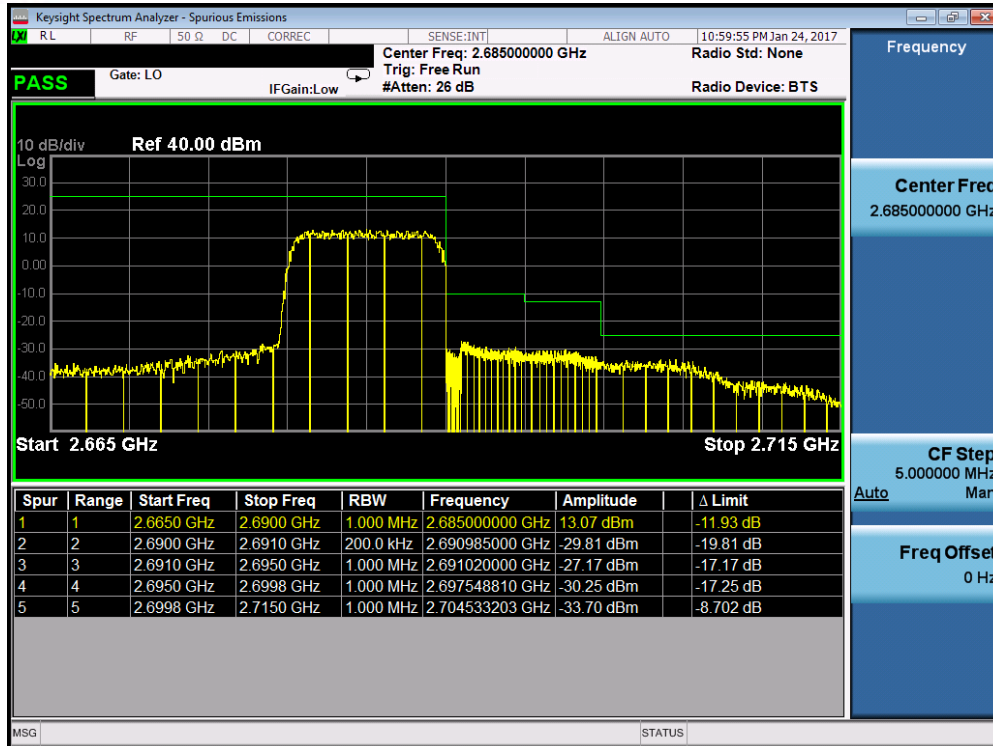 Keysight Spectrum Analyzer - Spurious Emissions
LXI RL RF 50 Ω DC CORREC SENSE:INT ALIGN AUTO 10:59:55 PM Jan 24, 2017
Frequency
Center Freq: 2.685000000 GHz Radio Std: None
PASS Gate: LO Trig: Free Run
IFGain:Low #Atten: 26 dB Radio Device: BTS
10 dB/div Ref 40.00 dBm
Log
30.0
20.0
10.0
0.00
-10.0
-20.0
-30.0
-40.0
-50.0
Start 2.665 GHz Stop 2.715 GHz
Spur Range Start Freq Stop Freq RBW Frequency Amplitude Δ Limit
1 1 2.6650 GHz 2.6900 GHz 1.000 MHz 2.685000000 GHz 13.07 dBm -11.93 dB
2 2 2.6900 GHz 2.6910 GHz 200.0 kHz 2.690985000 GHz -29.81 dBm -19.81 dB
3 3 2.6910 GHz 2.6950 GHz 1.000 MHz 2.691020000 GHz -27.17 dBm -17.17 dB
4 4 2.6950 GHz 2.6998 GHz 1.000 MHz 2.697548810 GHz -30.25 dBm -17.25 dB
5 5 2.6998 GHz 2.7150 GHz 1.000 MHz 2.704533203 GHz -33.70 dBm -8.702 dB
Center Freq
2.685000000 GHz
CF Step
5.000000 MHz
Auto Man
Freq Offset
0 Hz
MSG STATUS